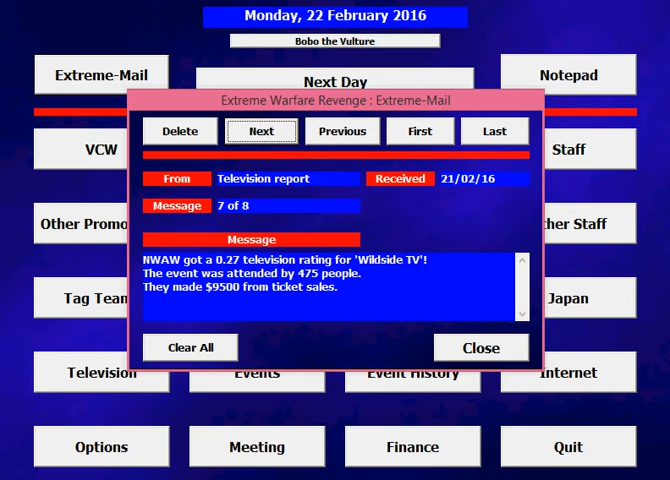 Monday, 22 February 2016
Bobo the Vulture
Extreme-Mail
Next Day
Notepad
Extreme Warfare Revenge : Extreme-Mail
Delete
Next
Previous
First
Last
VCW
Staff
From
Television report
Received
21/02/16
Message
7 of 8
Other Promo
her Staff
Message
NWAW got a 0.27 television rating for 'Wildside TV'!
The event was attended by 475 people.
They made $9500 from ticket sales.
Tag Team
Japan
Clear All
Close
Television
Events
Event History
Internet
Options
Meeting
Finance
Quit